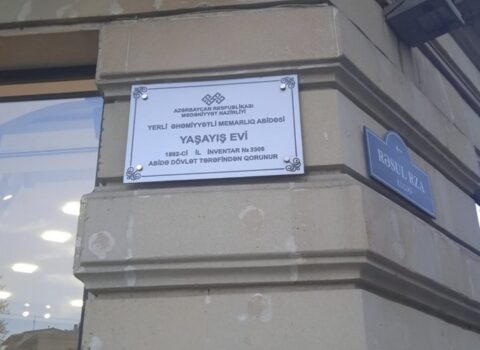 AZƏRBAYCAN RESPUBLİKASI
MƏDƏNİYYƏT NAZİRLİYİ
YERLİ ƏHƏMİYYƏTLİ MEMARLIQ ABİDƏSİ
YAŞAYIŞ EVİ
1892-Cİ İL İNVENTAR № 3306
ABİDƏ DÖVLƏT TƏRƏFİNDƏN QORUNUR
RƏSUL RZA